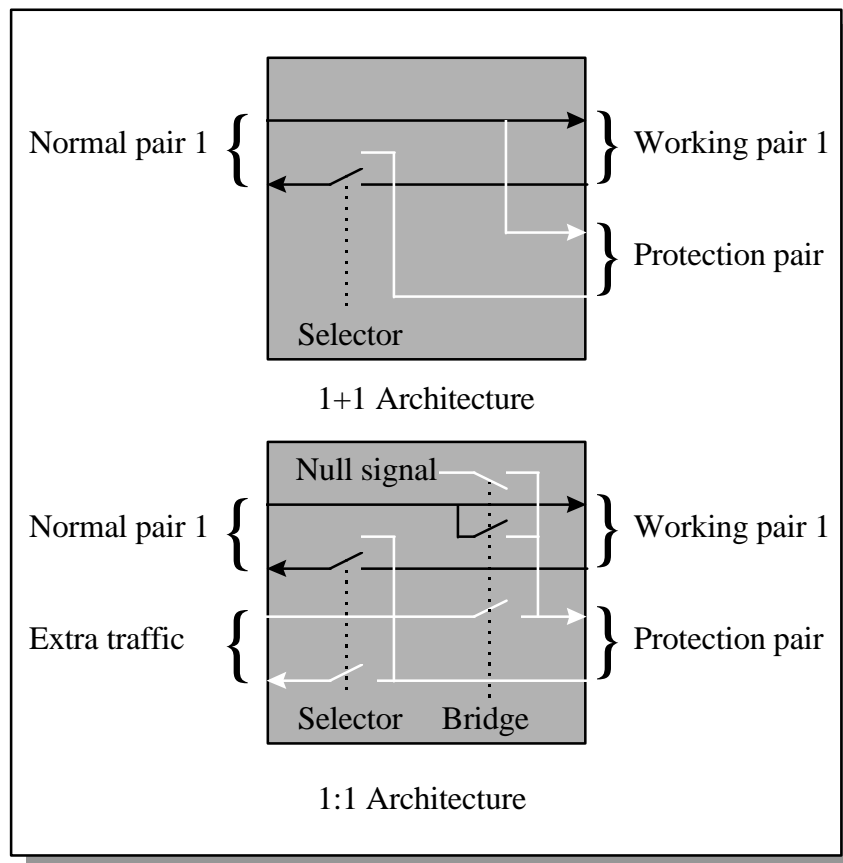 Normal pair 1
Working pair 1
Protection pair
Selector
1+1 Architecture
Null signal
Normal pair 1
Working pair 1
Extra traffic
Protection pair
Selector
Bridge
1:1 Architecture